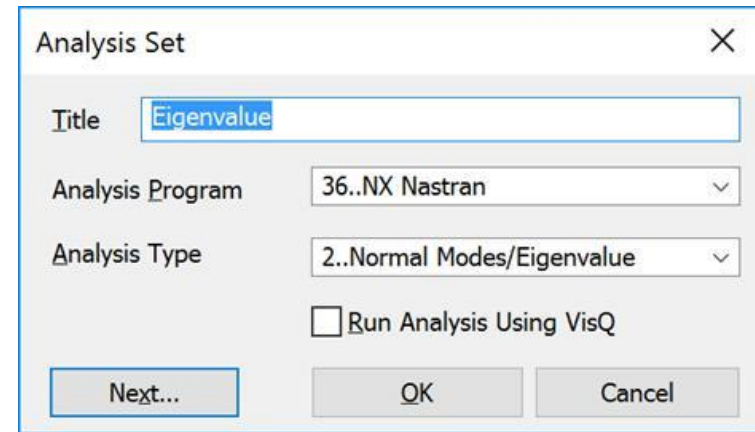 Analysis Set
Title Eigenvalue
Analysis Program 36..NX Nastran
Analysis Type 2..Normal Modes/Eigenvalue
Run Analysis Using VisQ
Next... OK Cancel